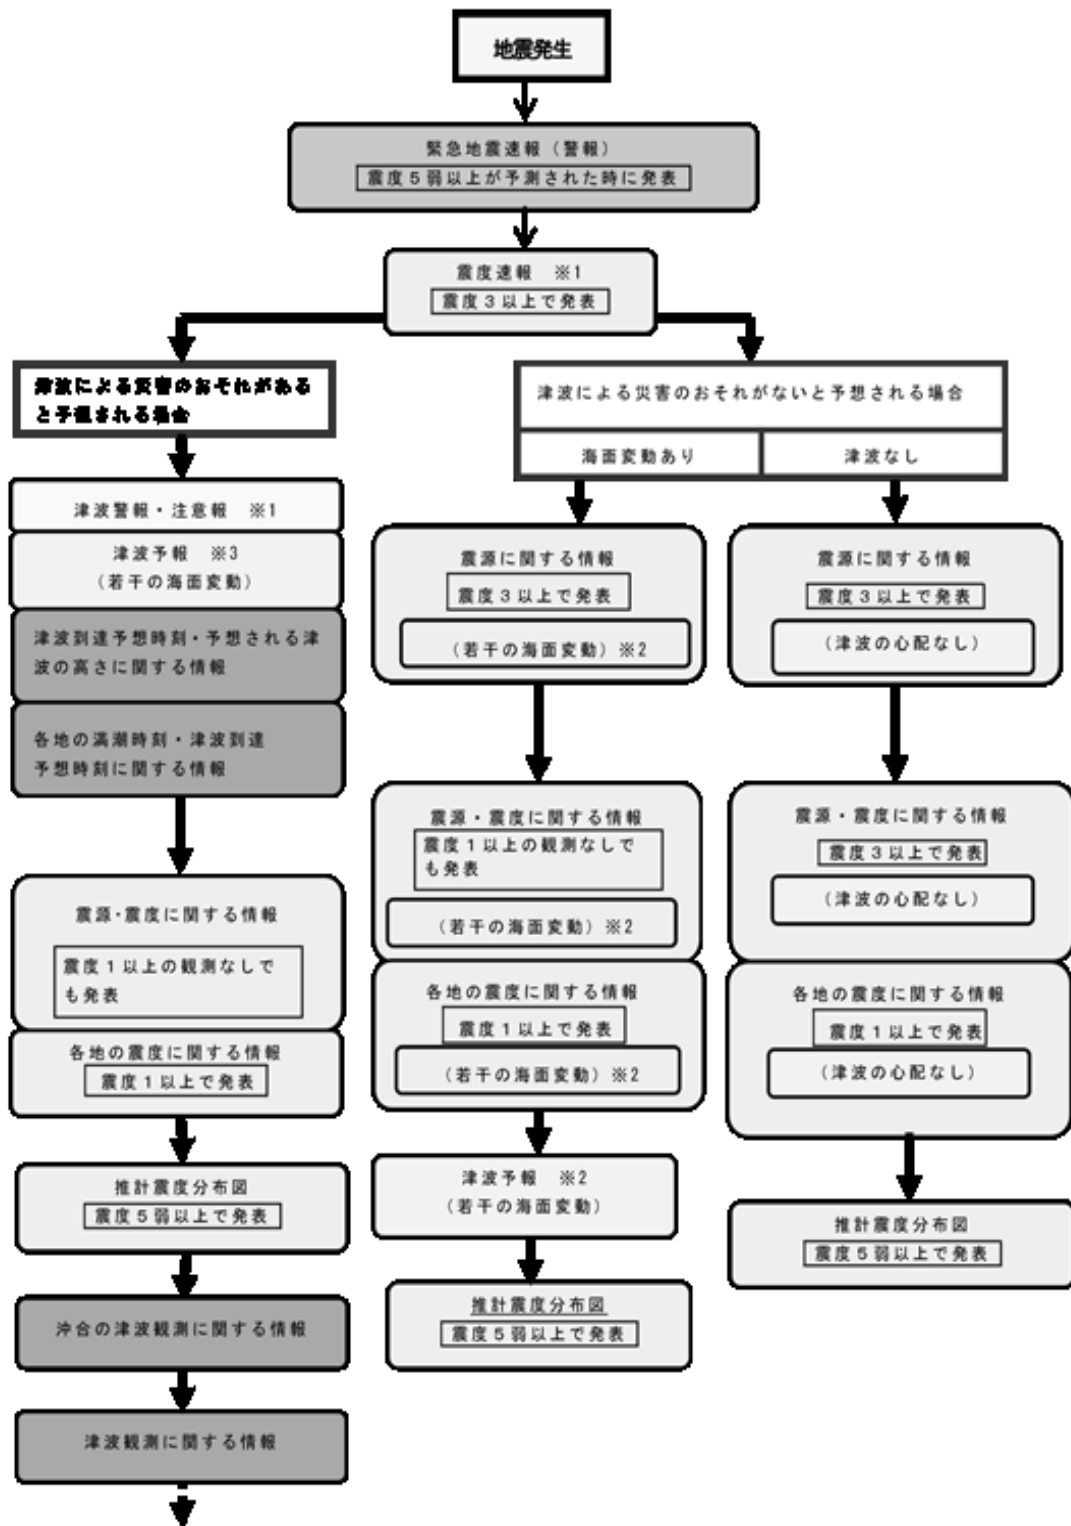 地震発生
緊急地震速報(警報)
震度5弱以上が予測された時に発表
震度速報 ※1
震度3以上で発表
津波による災害のおそれがある
と予想される場合
津波警報・注意報 ※1
津波予報 ※3
(若干の海面変動)
津波到達予想時刻・予想される津
波の高さに関する情報
各地の満潮時刻・津波到達
予想時刻に関する情報
震源・震度に関する情報
震度1以上の観測なしで
も発表
各地の震度に関する情報
震度1以上で発表
推計震度分布図
震度5弱以上で発表
沖合の津波観測に関する情報
津波観測に関する情報
津波による災害のおそれがないと予想される場合
海面変動あり
津波なし
震源に関する情報
震度3以上で発表
(若干の海面変動)※2
震源・震度に関する情報
震度1以上の観測なしで
も発表
(若干の海面変動)※2
各地の震度に関する情報
震度1以上で発表
(若干の海面変動)※2
津波予報 ※2
(若干の海面変動)
推計震度分布図
震度5弱以上で発表
震源に関する情報
震度3以上で発表
(津波の心配なし)
震源・震度に関する情報
震度3以上で発表
(津波の心配なし)
各地の震度に関する情報
震度1以上で発表
(津波の心配なし)
推計震度分布図
震度5弱以上で発表